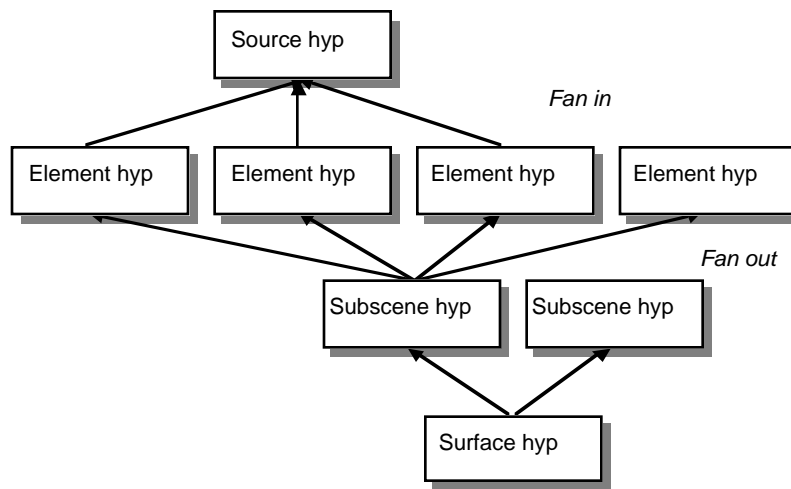 Source hyp
Fan in
Element hyp
Element hyp
Element hyp
Element hyp
Fan out
Subscene hyp
Subscene hyp
Surface hyp